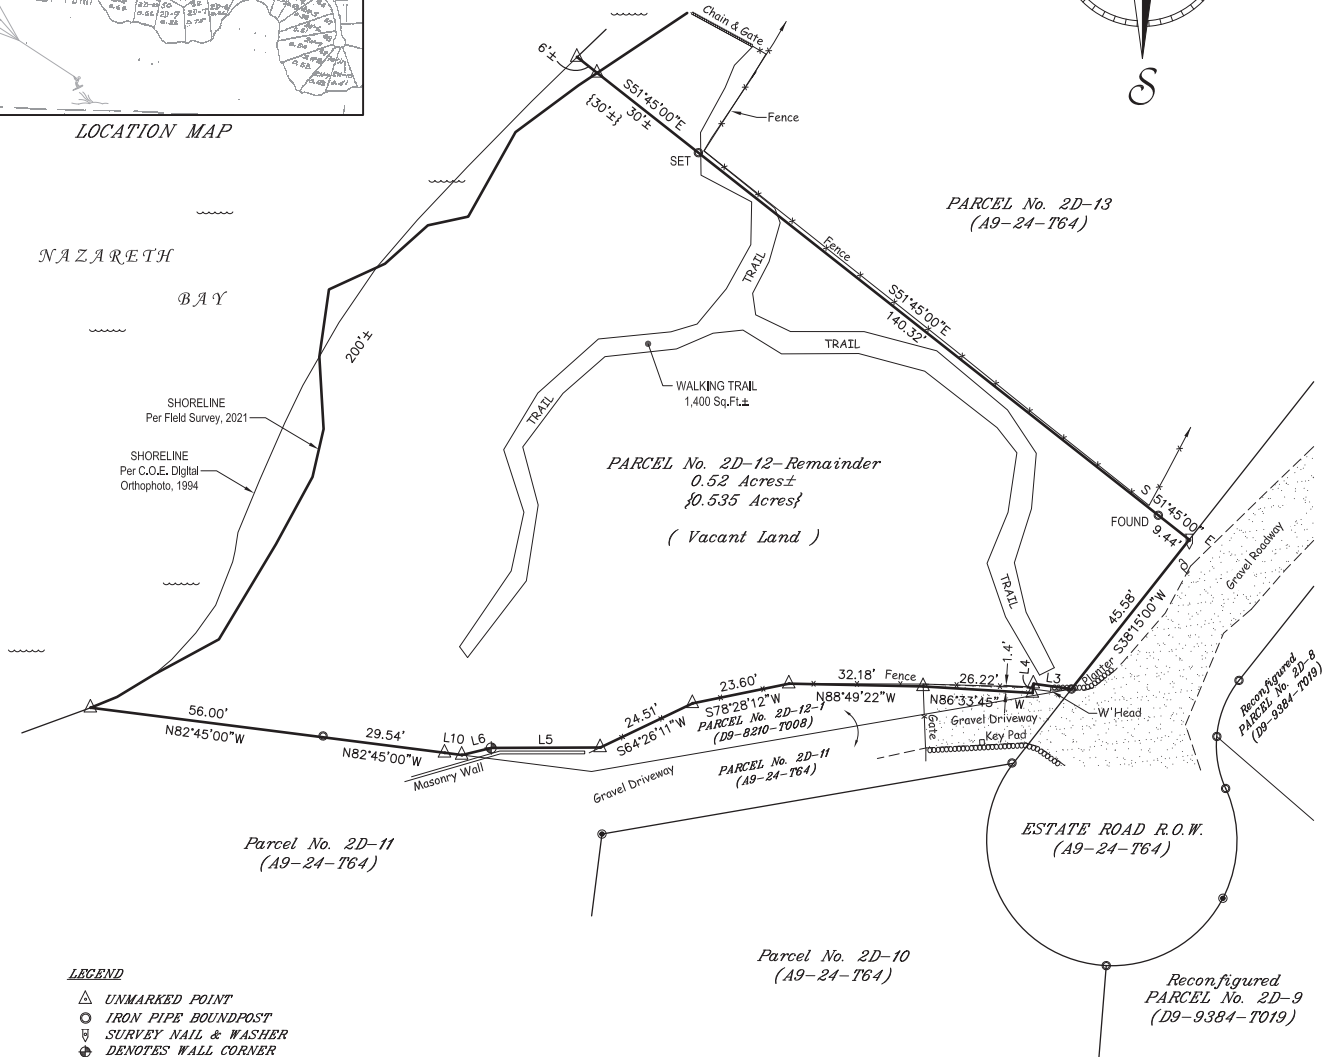 LOCATION MAP
S
Chain & Gate
6'±
S51°45'00"E
30'±
{30'±}
Fence
SET
PARCEL No. 2D-13
(A9-24-T64)
NAZARETH
BAY
TRAIL
Fence
S51°45'00"E
140.32'
200'±
TRAIL
WALKING TRAIL
1,400 Sq.Ft.±
TRAIL
SHORELINE
Per Field Survey, 2021
SHORELINE
Per C.O.E. Digital
Orthophoto, 1994
PARCEL No. 2D-12-Remainder
0.52 Acres±
{0.535 Acres}
( Vacant Land )
FOUND
S 51°45'00" E
9.44'
Gravel Roadway
TRAIL
45.58'
S38°15'00"W
1.4'
L4
L3
Planter
W'Head
32.18'
Fence
26.22'
N88°49'22"W
N86°33'45" W
23.60'
S78°28'12"W
24.51'
S64°26'11"W
PARCEL No. 2D-12-1
(D9-8210-T008)
Gate
Gravel Driveway
Key Pad
Reconfigured
PARCEL No. 2D-8
(D9-9384-T019)
56.00'
N82°45'00"W
29.54'
N82°45'00"W
L10
L6
L5
Masonry Wall
Gravel Driveway
PARCEL No. 2D-11
(A9-24-T64)
Parcel No. 2D-11
(A9-24-T64)
ESTATE ROAD R.O.W.
(A9-24-T64)
Parcel No. 2D-10
(A9-24-T64)
Reconfigured
PARCEL No. 2D-9
(D9-9384-T019)
LEGEND
UNMARKED POINT
IRON PIPE BOUNDPOST
SURVEY NAIL & WASHER
DENOTES WALL CORNER